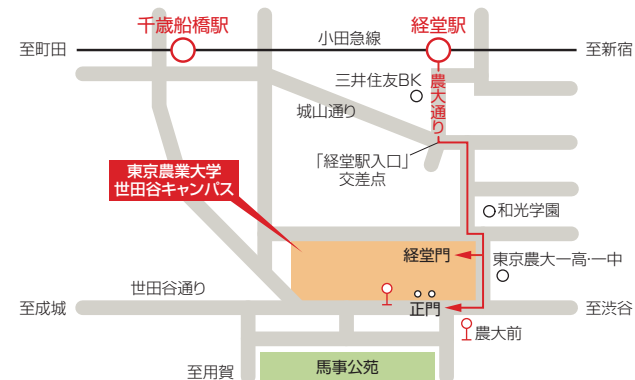 千歳船橋駅
経堂駅
至町田
小田急線
至新宿
三井住友BK
農大通り
城山通り
「経堂駅入口」
交差点
東京農業大学
世田谷キャンパス
和光学園
経堂門
東京農大一高・一中
世田谷通り
至成城
正門
至渋谷
農大前
馬事公苑
至用賀